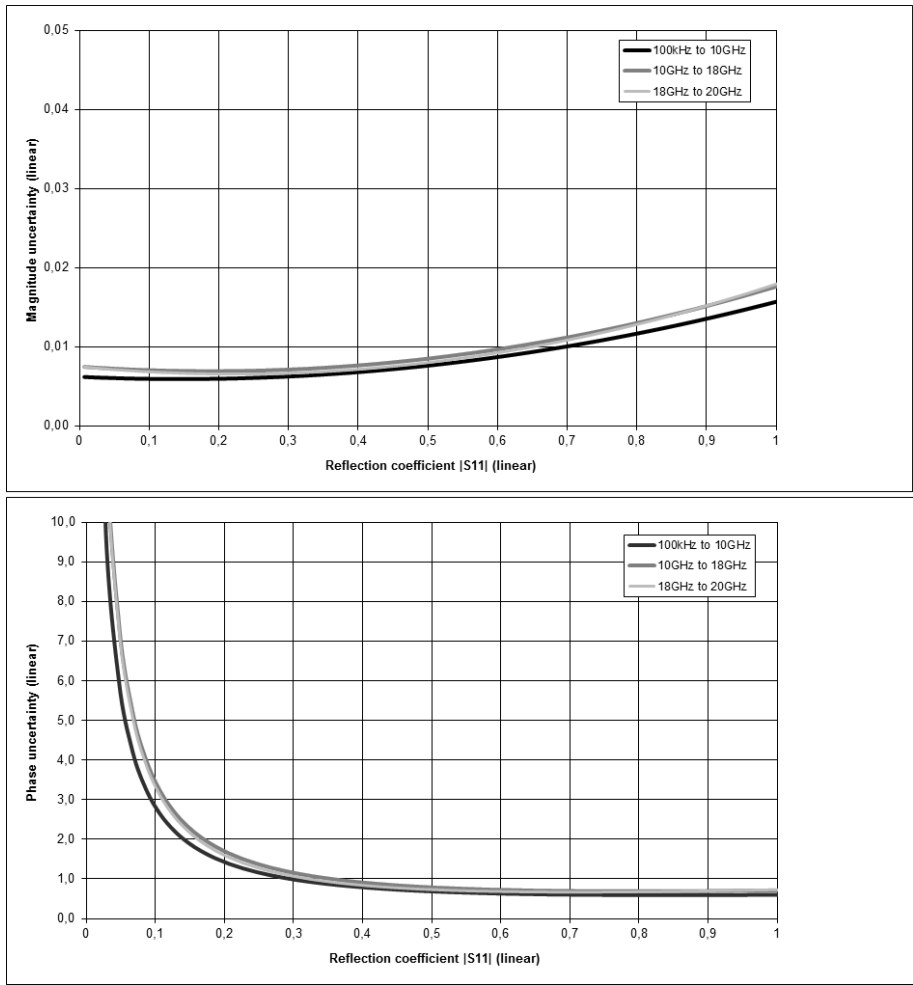 0,05
0,04
0,03
0,02
0,01
0,00
Magnitude uncertainty (linear)
100kHz to 10GHz
10GHz to 18GHz
18GHz to 20GHz
0 0,1 0,2 0,3 0,4 0,5 0,6 0,7 0,8 0,9 1
Reflection coefficient |S11| (linear)
10,0
9,0
8,0
7,0
6,0
5,0
4,0
3,0
2,0
1,0
0,0
Phase uncertainty (linear)
100kHz to 10GHz
10GHz to 18GHz
18GHz to 20GHz
0 0,1 0,2 0,3 0,4 0,5 0,6 0,7 0,8 0,9 1
Reflection coefficient |S11| (linear)